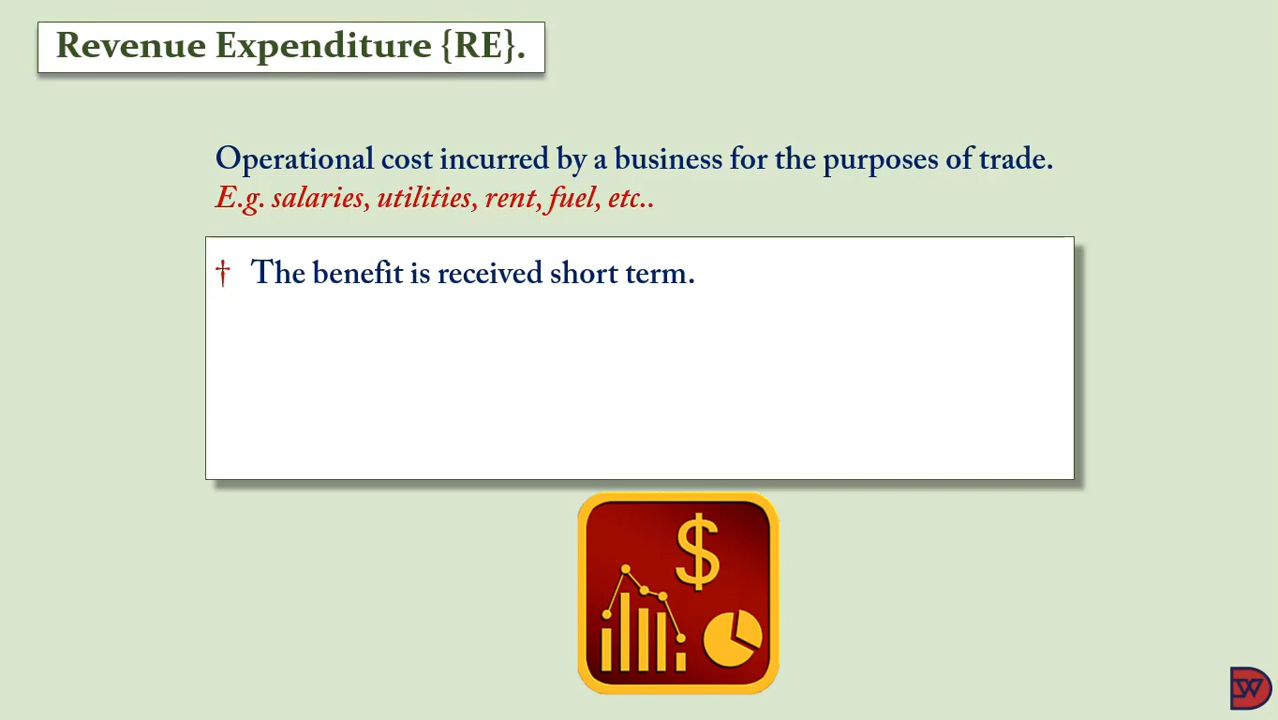 Revenue Expenditure {RE}.
Operational cost incurred by a business for the purposes of trade.
E.g. salaries, utilities, rent, fuel, etc..
† The benefit is received short term.
$
DW